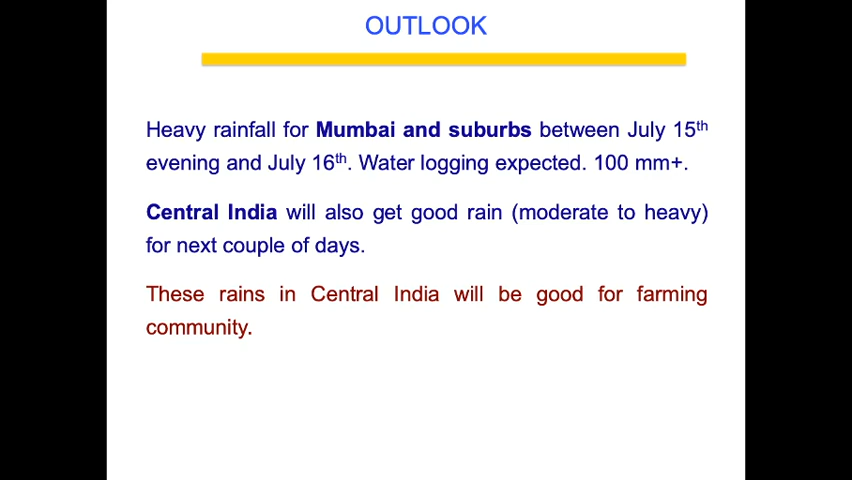 OUTLOOK
Heavy rainfall for Mumbai and suburbs between July 15th
evening and July 16th. Water logging expected. 100 mm+.
Central India will also get good rain (moderate to heavy)
for next couple of days.
These rains in Central India will be good for farming
community.